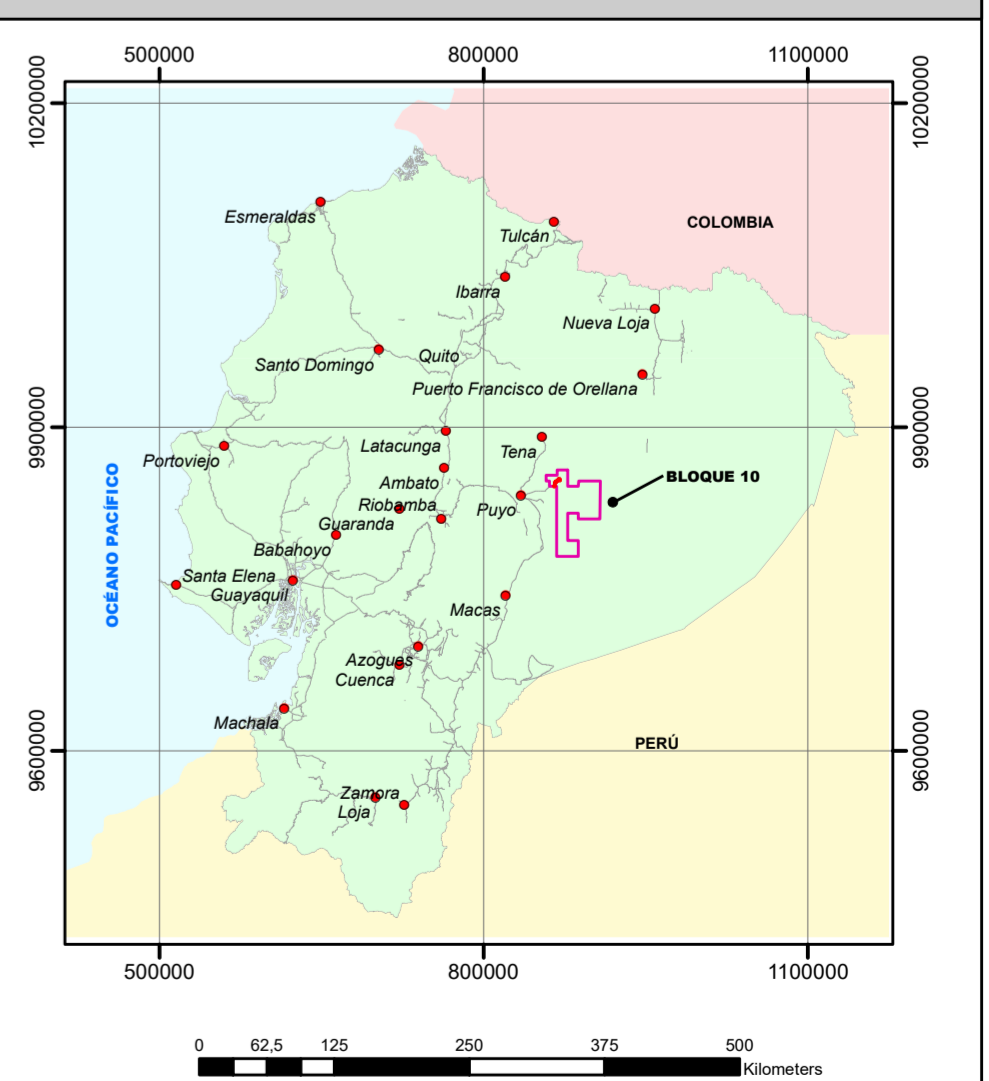 500000 800000 1100000
10200000 10200000
Esmeraldas
Tulcán
COLOMBIA
Ibarra
Nueva Loja
Santo Domingo
Quito
Puerto Francisco de Orellana
9900000 9900000
Latacunga
Tena
Portoviejo
Ambato
BLOQUE 10
Riobamba
Puyo
Guaranda
Babahoyo
OCÉANO PACÍFICO
Santa Elena
Guayaquil
Macas
Azogues
Cuenca
Machala
PERÚ
9600000 9600000
Zamora
Loja
500000 800000 1100000
0 62,5 125 250 375 500
Kilometers